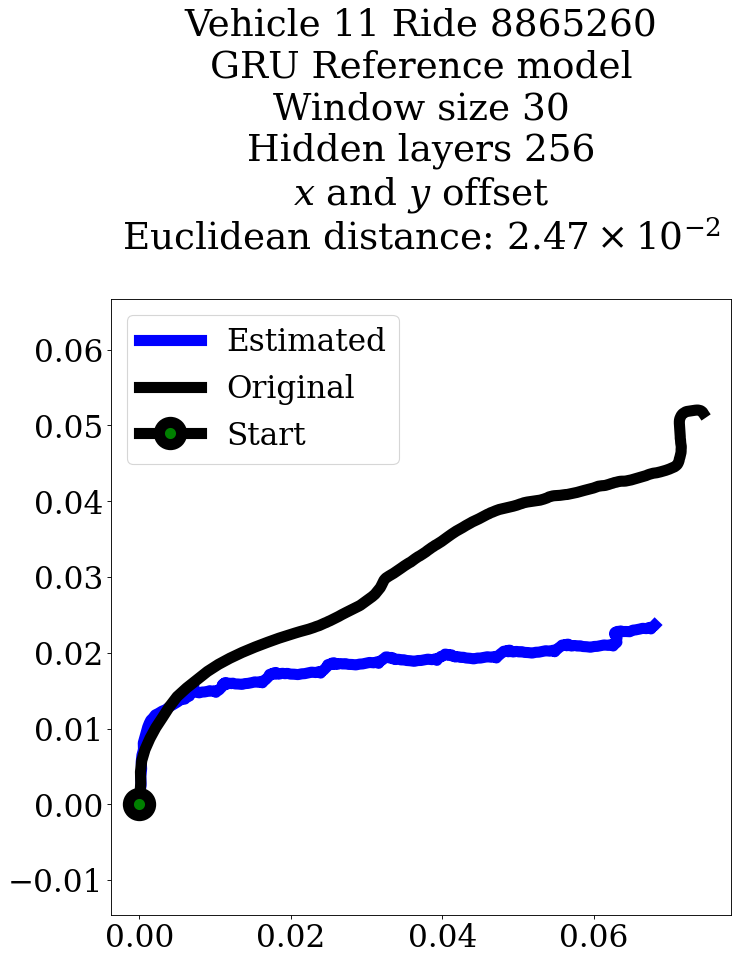 Vehicle 11 Ride 8865260
GRU Reference model
Window size 30
Hidden layers 256
x and y offset
Euclidean distance: 2.47 × 10⁻²
Estimated
Original
Start
0.06
0.05
0.04
0.03
0.02
0.01
0.00
−0.01
0.00 0.02 0.04 0.06